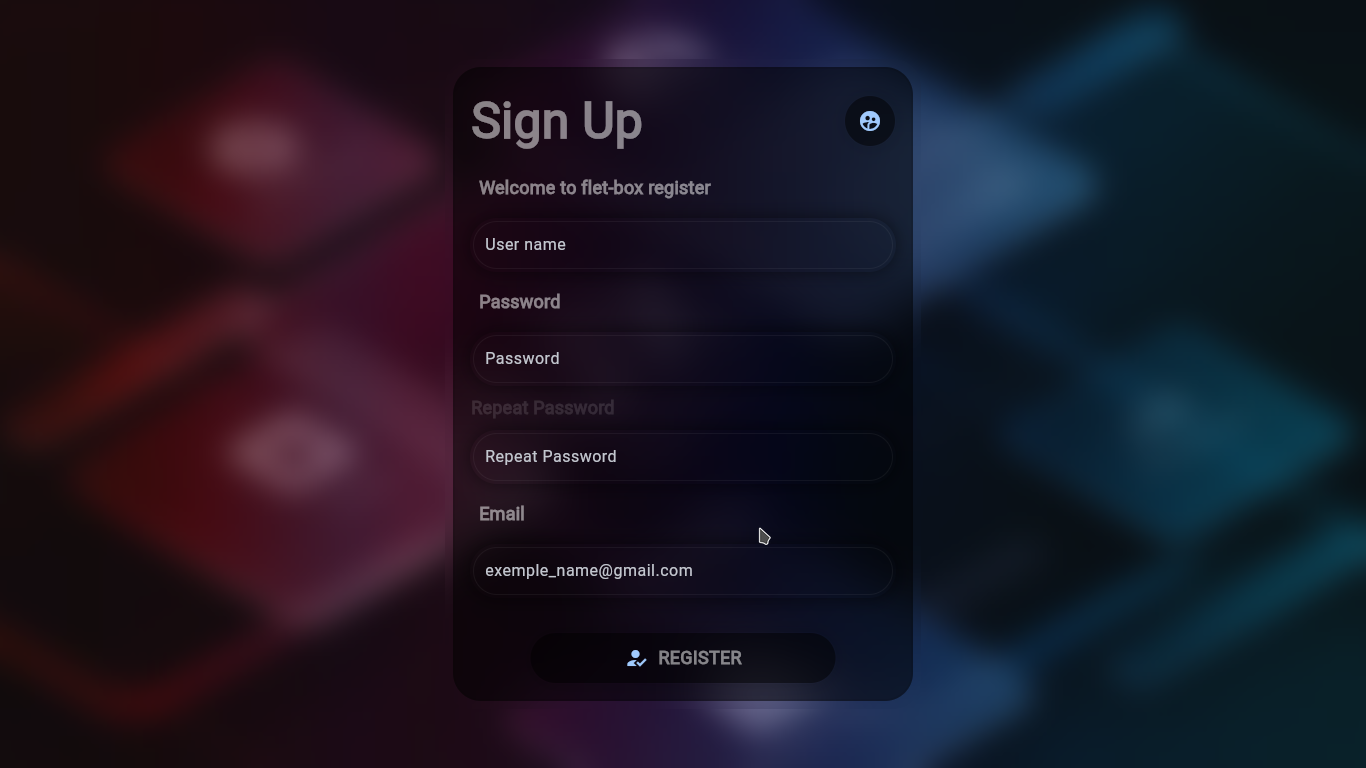 Sign Up
Welcome to flet-box register
User name
Password
Password
Repeat Password
Repeat Password
Email
exemple_name@gmail.com
REGISTER